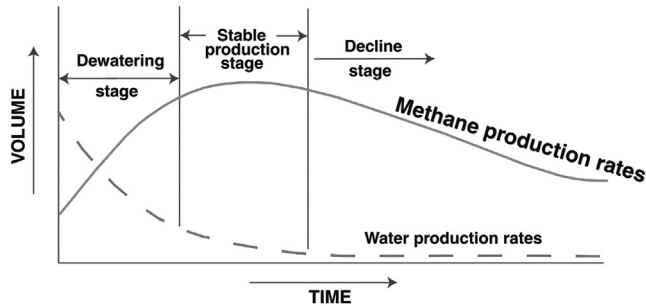 Dewatering
stage
Stable
production
stage
Decline
stage
VOLUME
Methane production rates
Water production rates
TIME